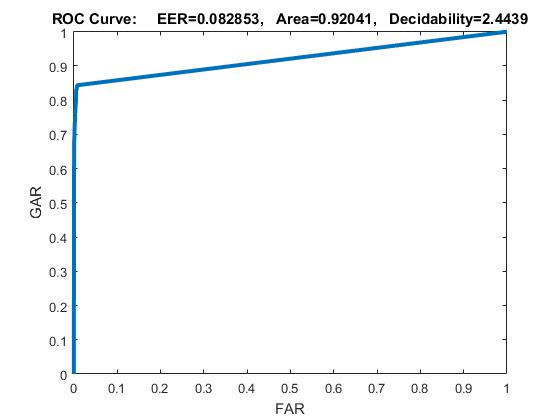 ROC Curve: EER=0.082853, Area=0.92041, Decidability=2.4439
1
0.9
0.8
0.7
0.6
0.5
0.4
0.3
0.2
0.1
0
GAR
0 0.1 0.2 0.3 0.4 0.5 0.6 0.7 0.8 0.9 1
FAR